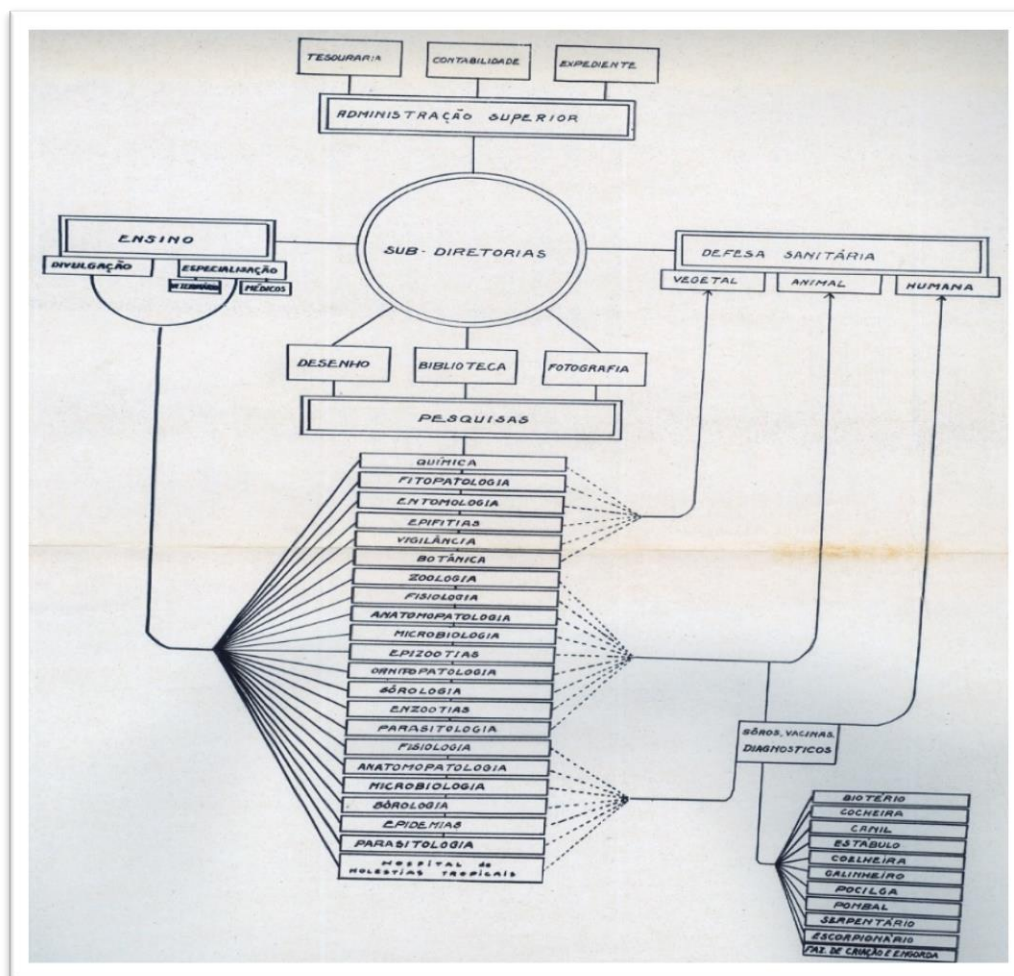 TESOURARIA
CONTABILIDADE
EXPEDIENTE
ADMINISTRAÇÃO SUPERIOR
SUB-DIRETORIAS
ENSINO
DIVULGAÇÃO
ESPECIALISAÇÃO
MÉDICOS
DEFESA SANITÁRIA
VEGETAL
ANIMAL
HUMANA
DESENHO
BIBLIOTECA
FOTOGRAFIA
PESQUISAS
QUÍMICA
FITOPATOLOGIA
ENTOMOLOGIA
EPIFITIAS
VIGILÂNCIA
BOTÂNICA
ZOOLOGIA
FISIOLOGIA
ANATOMOPATOLOGIA
MICROBIOLOGIA
EPIZOOTIAS
ORNITOPATOLOGIA
SÔROLOGIA
ENZOOTIAS
PARASITOLOGIA
FISIOLOGIA
ANATOMOPATOLOGIA
MICROBIOLOGIA
SÔROLOGIA
EPIDEMIAS
PARASITOLOGIA
HOSPITAL de
MOLESTIAS TROPICAIS
SÔROS, VACINAS,
DIAGNOSTICOS
BIOTÉRIO
COCHEIRA
CANIL
ESTÁBULO
COELHEIRA
GALINHEIRO
POCILGA
POMBAL
SERPENTÁRIO
ESCORPIONÁRIO
FAZ. DE CRIAÇÃO E ENGORDA